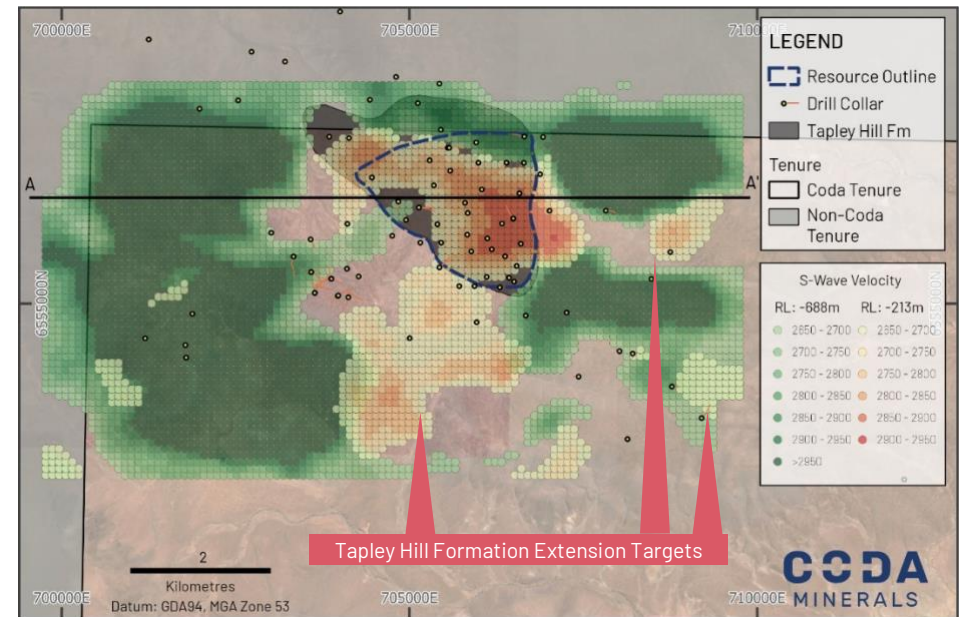 700000E
705000E
710000E
LEGEND
Resource Outline
Drill Collar
Tapley Hill Fm
Tenure
Coda Tenure
Non-Coda
Tenure
A
A'
6555000N
6555000N
S-Wave Velocity
RL: -688m RL: -213m
2650 - 2700 2650 - 2700
2700 - 2750 2700 - 2750
2750 - 2800 2750 - 2800
2800 - 2850 2800 - 2850
2850 - 2900 2850 - 2900
2900 - 2950 2900 - 2950
>2950
Tapley Hill Formation Extension Targets
2
Kilometres
Datum: GDA94, MGA Zone 53
700000E
705000E
710000E
CODA
MINERALS